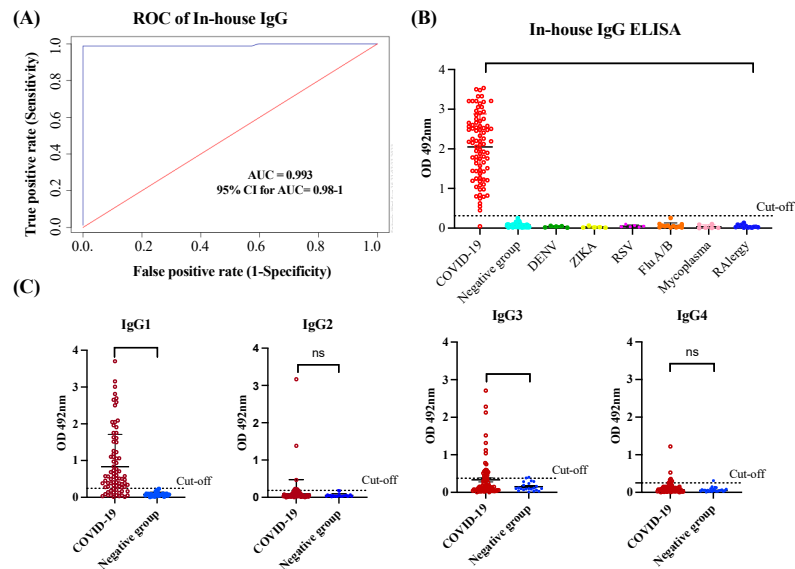 (A)
ROC of In-house IgG
True positive rate (Sensitivity)
1.0
0.8
0.6
0.4
0.2
0.0
AUC = 0.993
95% CI for AUC= 0.98-1
0. 0.2 0.4 0.6 0.8 1.0
False positive rate (1-Specificity)
(B)
In-house IgG ELISA
OD 492nm
4
3
2
1
0
Cut-off
COVID-19
Negative group
DENV
ZIKA
RSV
Flu A/B
Mycoplasma
RAlergy
(C)
IgG1
OD 492nm
4
3
2
1
0
Cut-off
COVID-19
Negative group
IgG2
ns
OD 492nm
4
3
2
1
0
Cut-off
COVID-19
Negative group
IgG3
OD 492nm
4
3
2
1
0
Cut-off
COVID-19
Negative group
IgG4
ns
OD 492nm
4
3
2
1
0
Cut-off
COVID-19
Negative group